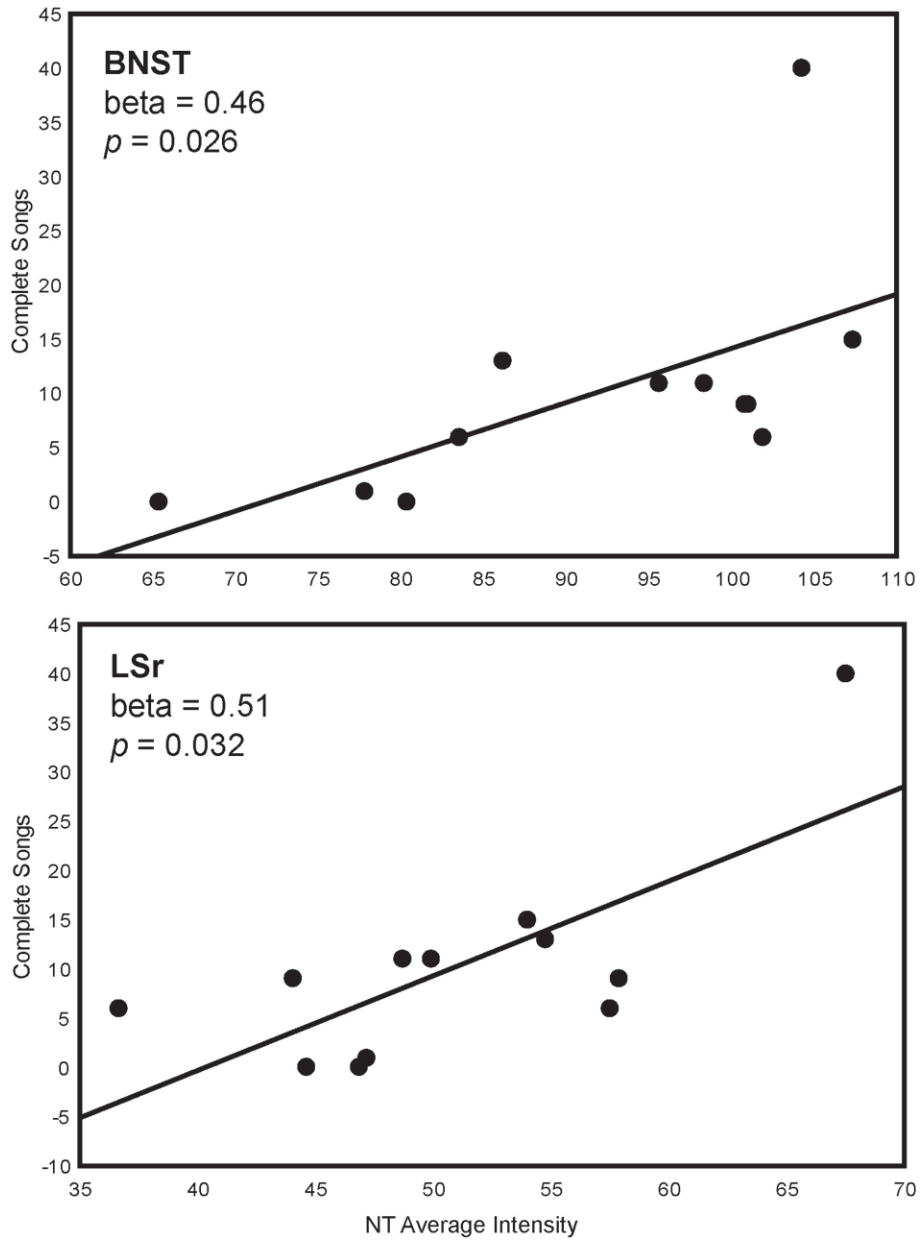 45
40
35
30
25
20
15
10
5
0
-5
Complete Songs
BNST
beta = 0.46
p = 0.026
60 65 70 75 80 85 90 95 100 105 110
45
40
35
30
25
20
15
10
5
0
-5
-10
Complete Songs
LSr
beta = 0.51
p = 0.032
35 40 45 50 55 60 65 70
NT Average Intensity